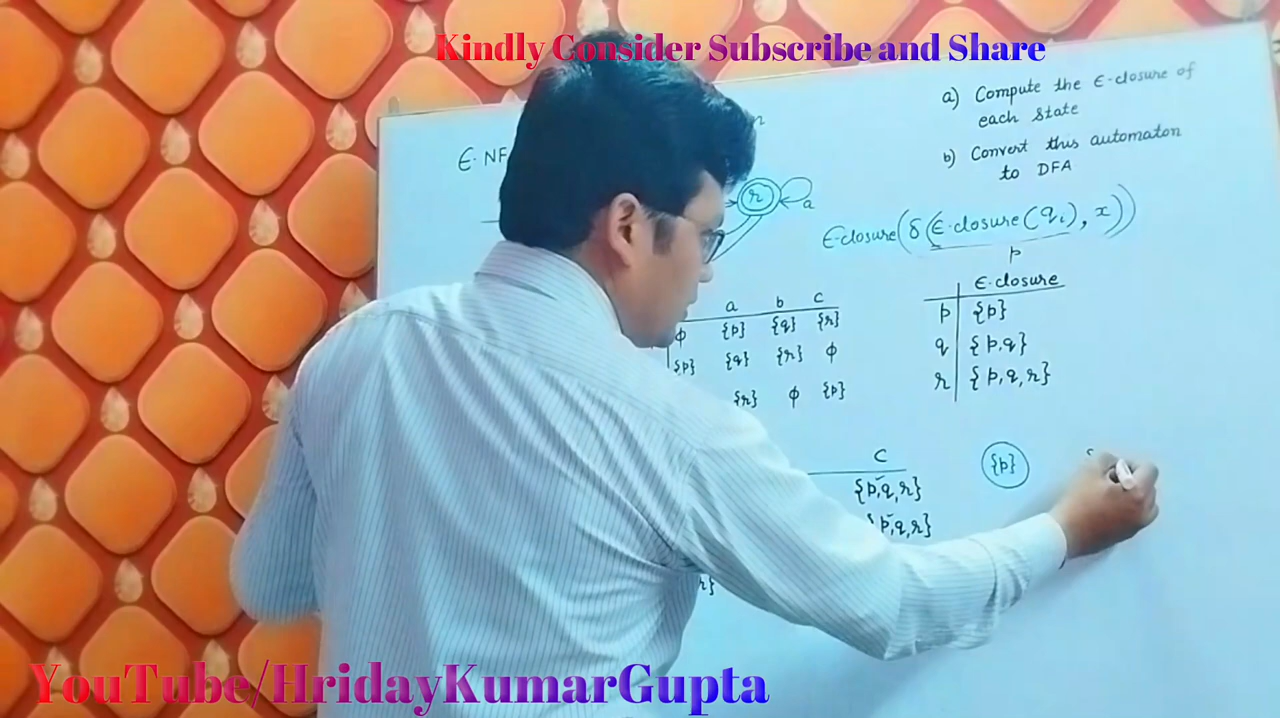 Kindly Consider Subscribe and Share
a) Compute the ε-closure of
each state
b) Convert this automaton
to DFA
ε-NF
r
a
ε-closure(δ(ε-closure(qᵢ), x))
p
ε-closure
p {p}
q {p,q}
r {p,q,r}
a b c
ϕ {p} {q} {r}
{p} {q} {r} ϕ
{r} ϕ {p}
c
{p,q,r}
{p,q,r}
{p}
r}
YouTube/HridayKumarGupta